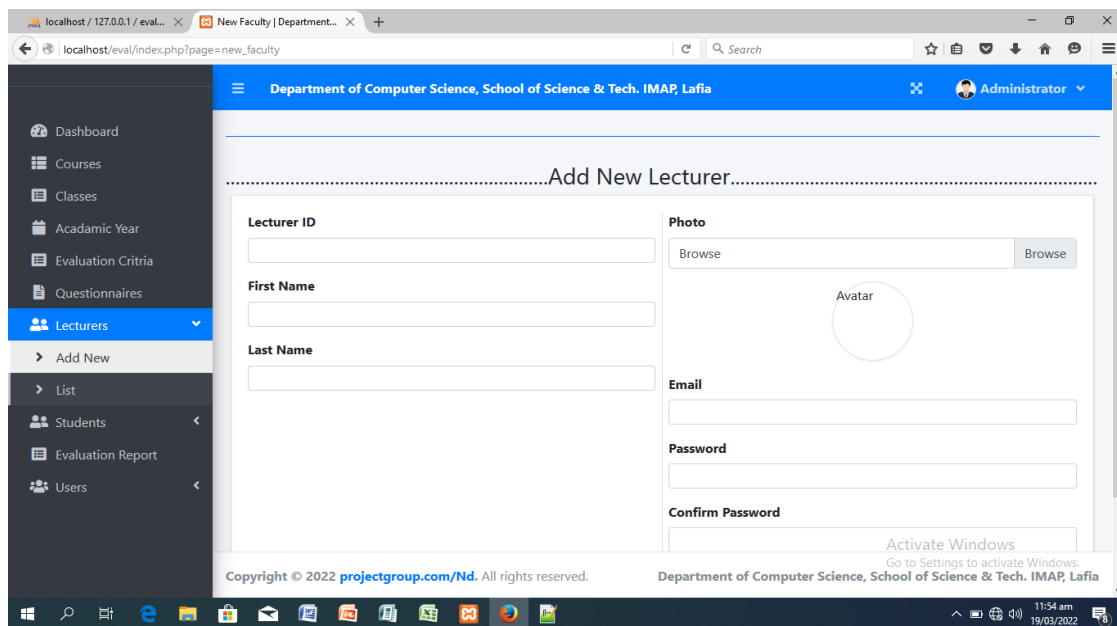 localhost / 127.0.0.1 / eval...
New Faculty | Department...
localhost/eval/index.php?page=new_faculty
Search
Department of Computer Science, School of Science & Tech. IMAP, Lafia
Administrator
Dashboard
Courses
Classes
Acadamic Year
Evaluation Critria
Questionnaires
Lecturers
Add New
List
Students
Evaluation Report
Users
Add New Lecturer
Lecturer ID
First Name
Last Name
Photo
Browse Browse
Avatar
Email
Password
Confirm Password
Activate Windows
Go to Settings to activate Windows.
Copyright © 2022 projectgroup.com/Nd. All rights reserved.
Department of Computer Science, School of Science & Tech. IMAP, Lafia
11:54 am
19/03/2022